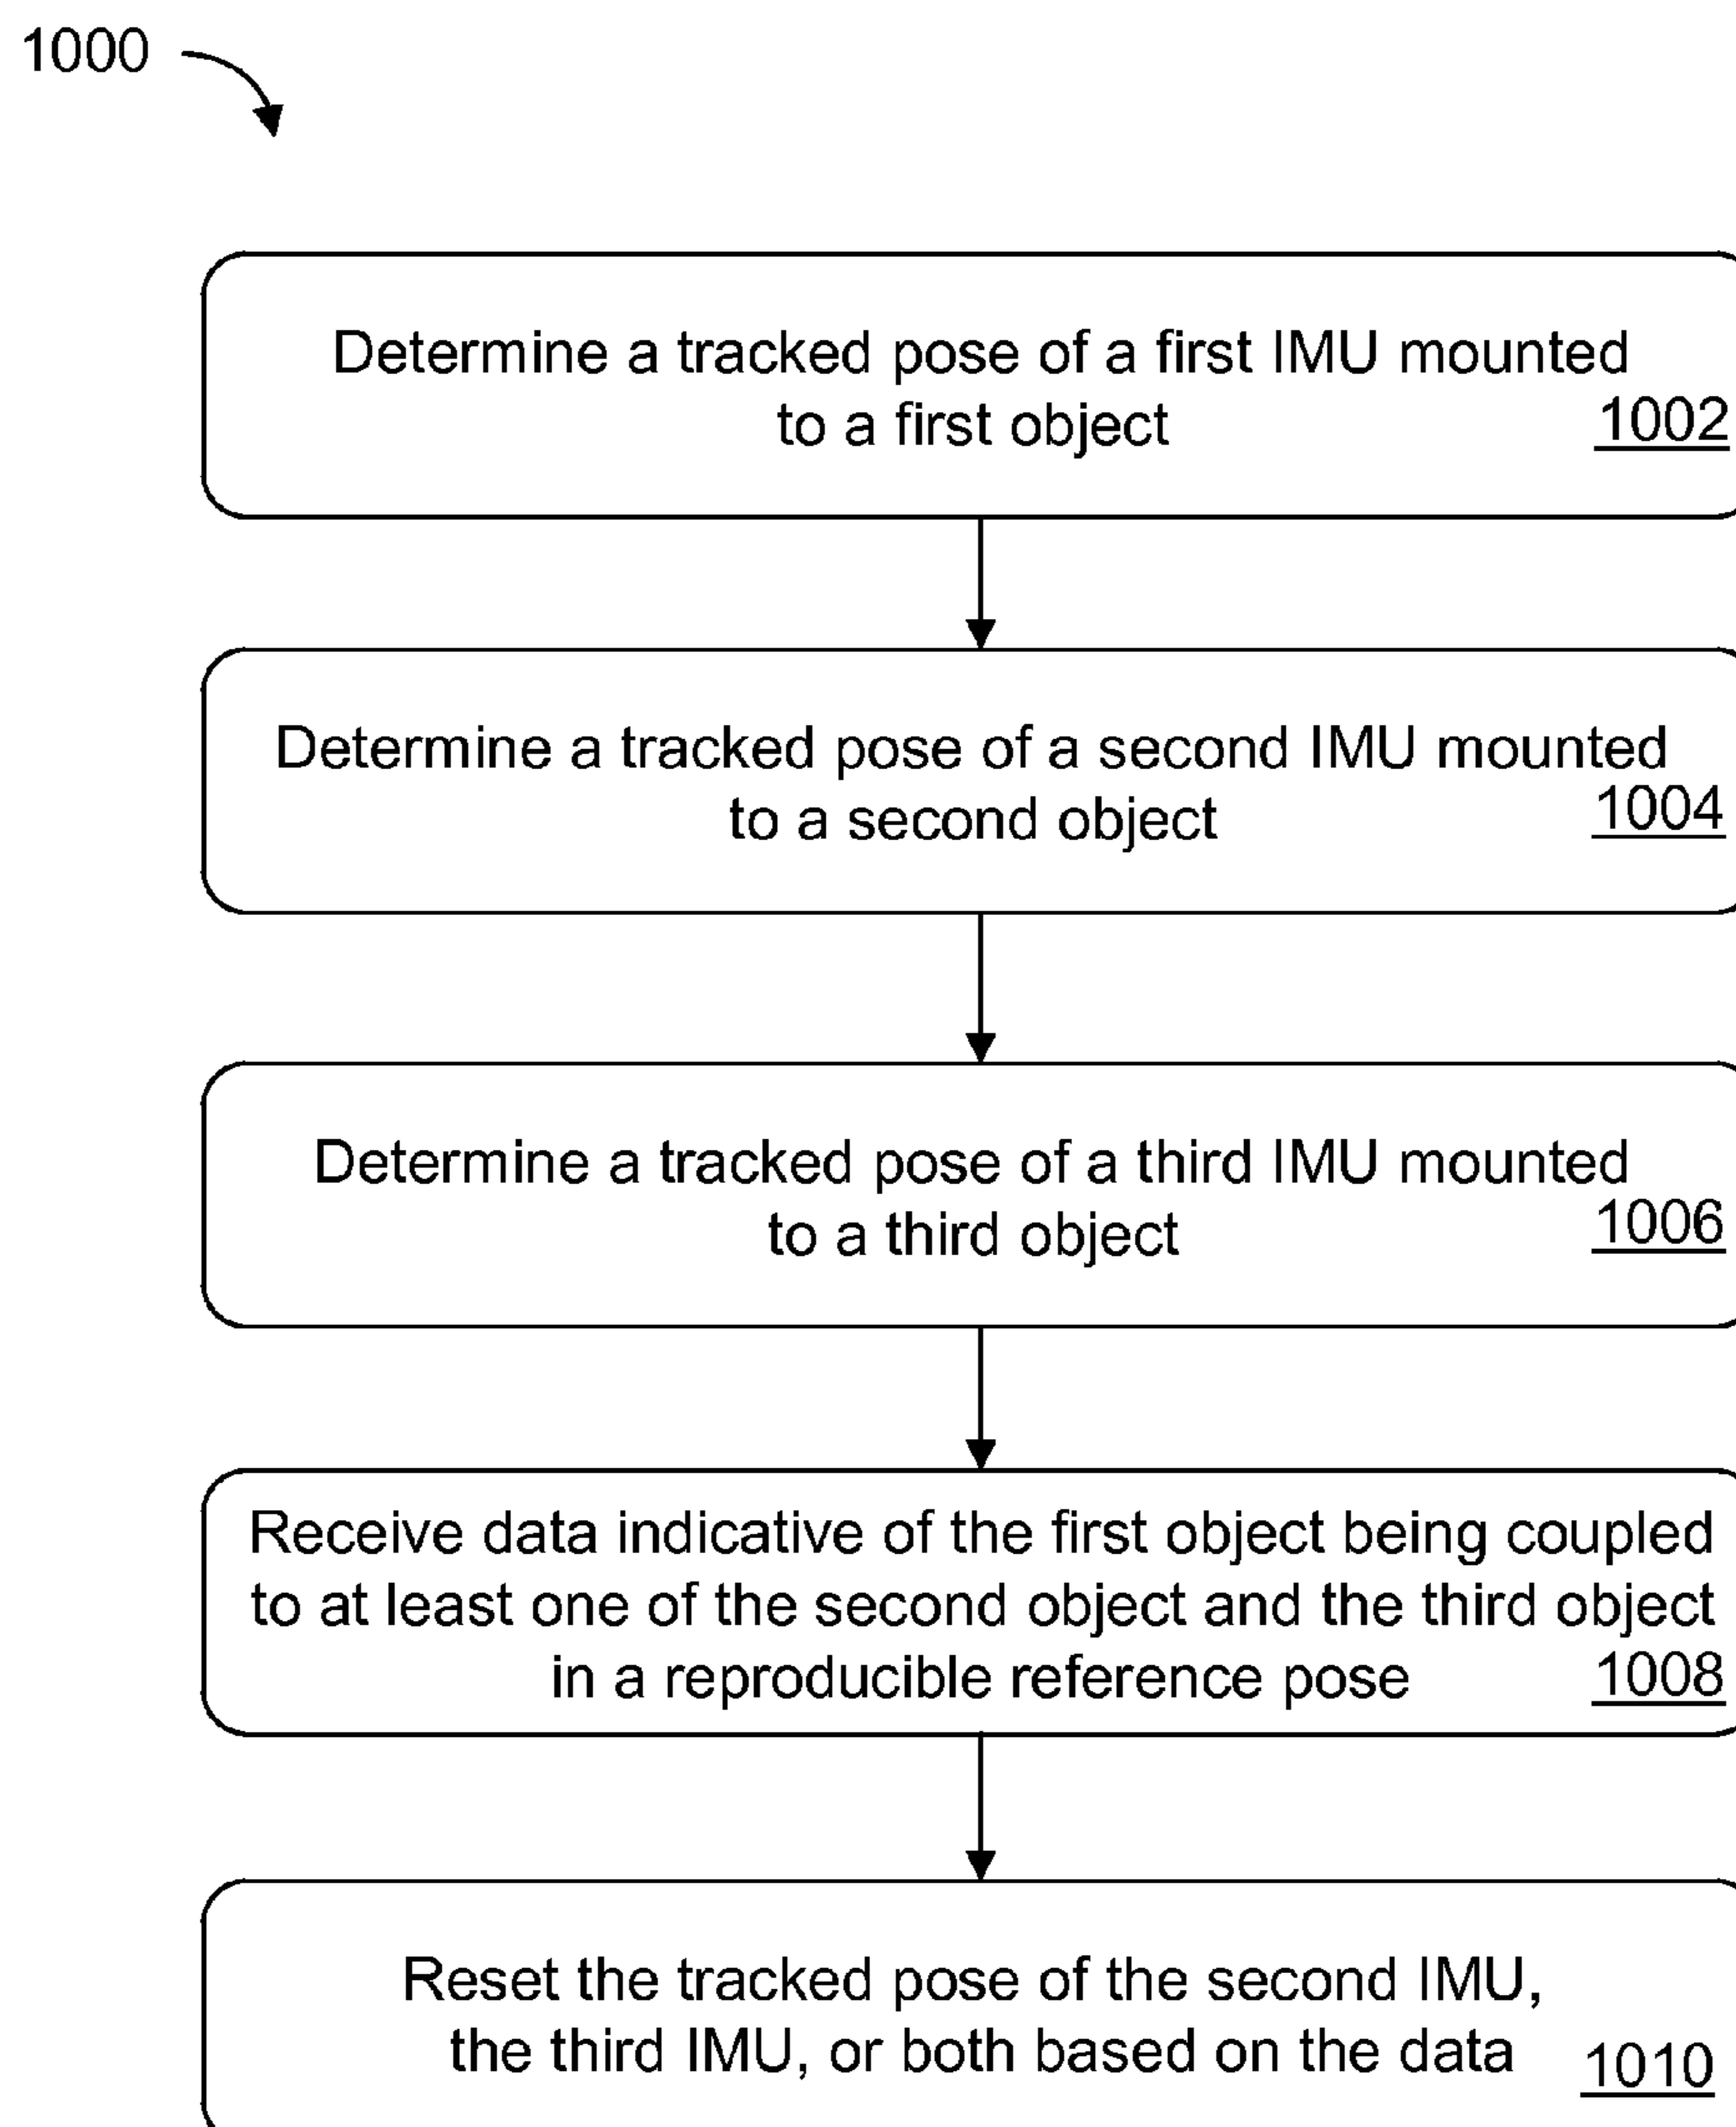 1000
Determine a tracked pose of a first IMU mounted
to a first object
1002
Determine a tracked pose of a second IMU mounted
to a second object
1004
Determine a tracked pose of a third IMU mounted
to a third object
1006
Receive data indicative of the first object being coupled
to at least one of the second object and the third object
in a reproducible reference pose
1008
Reset the tracked pose of the second IMU,
the third IMU, or both based on the data
1010